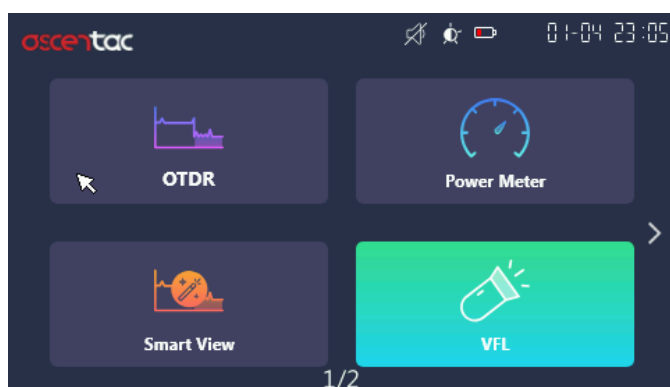 ascentac
01-04 23:05
OTDR
Power Meter
Smart View
VFL
1/2